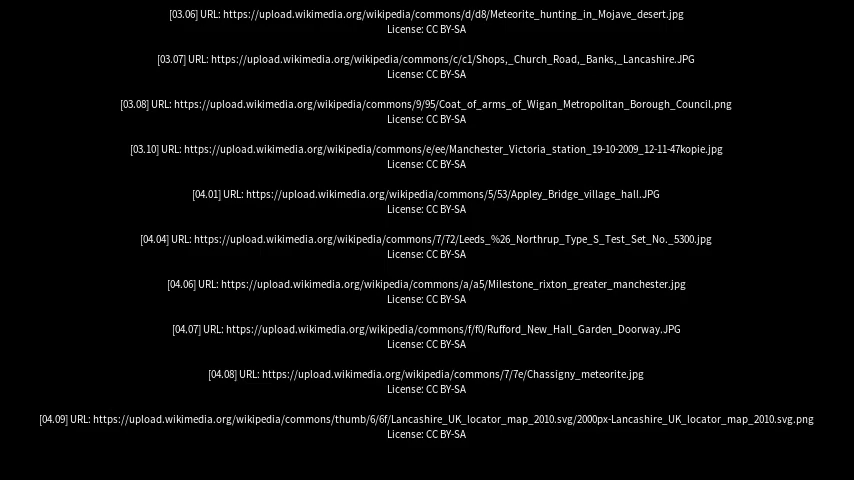 [03.06] URL: https://upload.wikimedia.org/wikipedia/commons/d/d8/Meteorite_hunting_in_Mojave_desert.jpg
License: CC BY-SA
[03.07] URL: https://upload.wikimedia.org/wikipedia/commons/c/c1/Shops,_Church_Road,_Banks,_Lancashire.JPG
License: CC BY-SA
[03.08] URL: https://upload.wikimedia.org/wikipedia/commons/9/95/Coat_of_arms_of_Wigan_Metropolitan_Borough_Council.png
License: CC BY-SA
[03.10] URL: https://upload.wikimedia.org/wikipedia/commons/e/ee/Manchester_Victoria_station_19-10-2009_12-11-47kopie.jpg
License: CC BY-SA
[04.01] URL: https://upload.wikimedia.org/wikipedia/commons/5/53/Appley_Bridge_village_hall.JPG
License: CC BY-SA
[04.04] URL: https://upload.wikimedia.org/wikipedia/commons/7/72/Leeds_%26_Northrup_Type_S_Test_Set_No._5300.jpg
License: CC BY-SA
[04.06] URL: https://upload.wikimedia.org/wikipedia/commons/a/a5/Milestone_rixton_greater_manchester.jpg
License: CC BY-SA
[04.07] URL: https://upload.wikimedia.org/wikipedia/commons/f/f0/Rufford_New_Hall_Garden_Doorway.JPG
License: CC BY-SA
[04.08] URL: https://upload.wikimedia.org/wikipedia/commons/7/7e/Chassigny_meteorite.jpg
License: CC BY-SA
[04.09] URL: https://upload.wikimedia.org/wikipedia/commons/thumb/6/6f/Lancashire_UK_locator_map_2010.svg/2000px-Lancashire_UK_locator_map_2010.svg.png
License: CC BY-SA